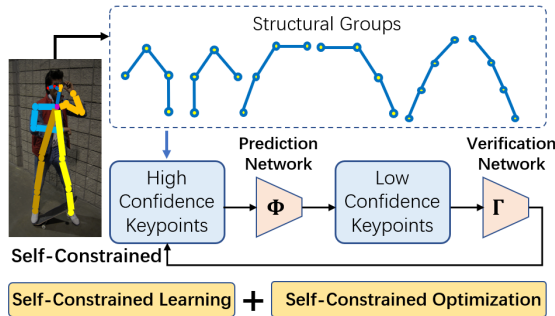 Structural Groups
Prediction
Network
Verification
Network
High
Confidence
Keypoints
Φ
Low
Confidence
Keypoints
Γ
Self-Constrained
Self-Constrained Learning + Self-Constrained Optimization